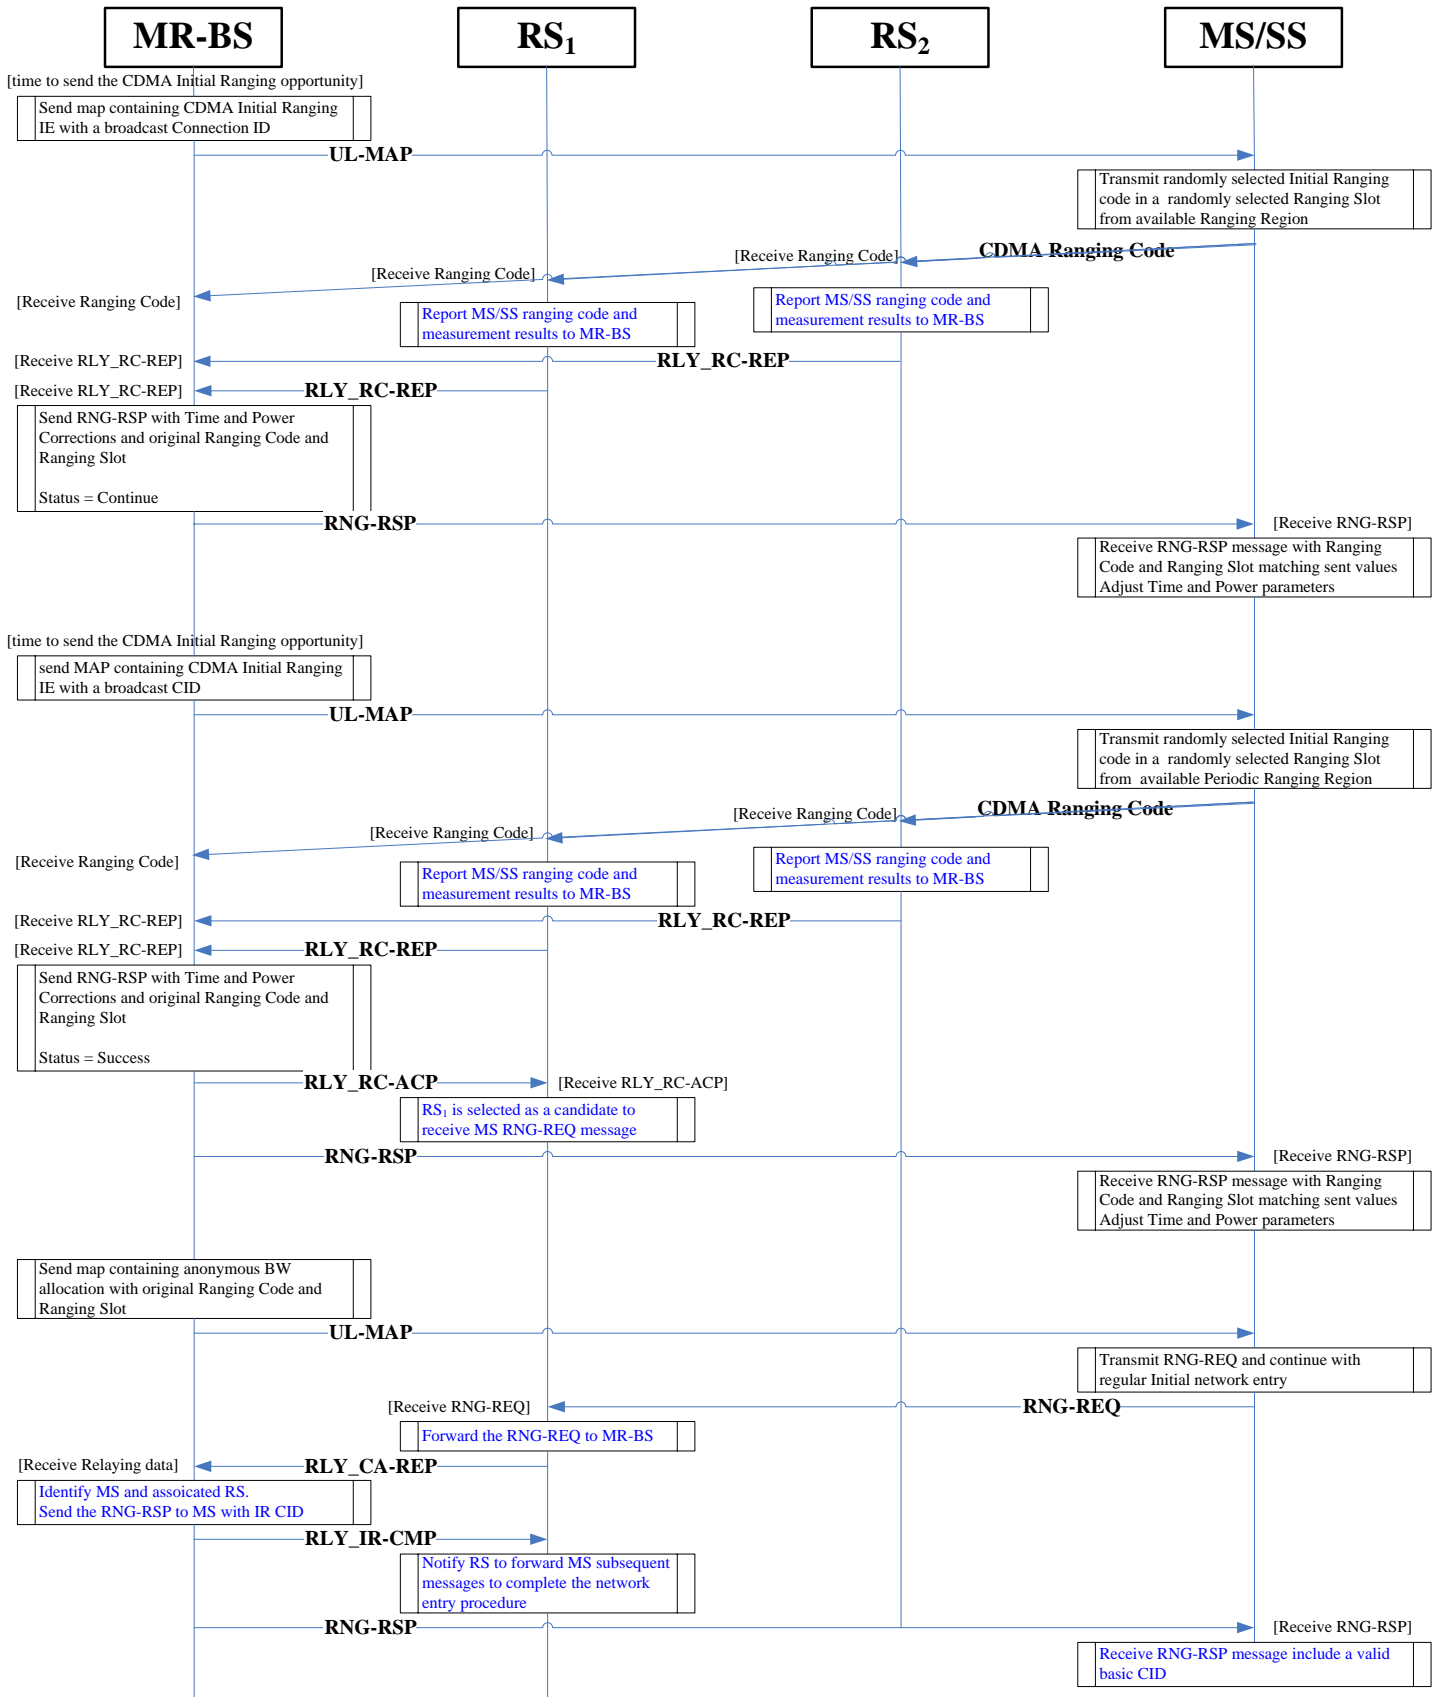 MR-BS
RS1
RS2
MS/SS
[time to send the CDMA Initial Ranging opportunity]
Send map containing CDMA Initial Ranging
IE with a broadcast Connection ID
UL-MAP
Transmit randomly selected Initial Ranging
code in a randomly selected Ranging Slot
from available Ranging Region
CDMA Ranging Code
[Receive Ranging Code]
[Receive Ranging Code]
[Receive Ranging Code]
Report MS/SS ranging code and
measurement results to MR-BS
Report MS/SS ranging code and
measurement results to MR-BS
[Receive RLY_RC-REP]
RLY_RC-REP
[Receive RLY_RC-REP]
RLY_RC-REP
Send RNG-RSP with Time and Power
Corrections and original Ranging Code and
Ranging Slot
Status = Continue
RNG-RSP
[Receive RNG-RSP]
Receive RNG-RSP message with Ranging
Code and Ranging Slot matching sent values
Adjust Time and Power parameters
[time to send the CDMA Initial Ranging opportunity]
send MAP containing CDMA Initial Ranging
IE with a broadcast CID
UL-MAP
Transmit randomly selected Initial Ranging
code in a randomly selected Ranging Slot
from available Periodic Ranging Region
CDMA Ranging Code
[Receive Ranging Code]
[Receive Ranging Code]
[Receive Ranging Code]
Report MS/SS ranging code and
measurement results to MR-BS
Report MS/SS ranging code and
measurement results to MR-BS
[Receive RLY_RC-REP]
RLY_RC-REP
[Receive RLY_RC-REP]
RLY_RC-REP
Send RNG-RSP with Time and Power
Corrections and original Ranging Code and
Ranging Slot
Status = Success
RLY_RC-ACP
[Receive RLY_RC-ACP]
RS1 is selected as a candidate to
receive MS RNG-REQ message
RNG-RSP
[Receive RNG-RSP]
Receive RNG-RSP message with Ranging
Code and Ranging Slot matching sent values
Adjust Time and Power parameters
Send map containing anonymous BW
allocation with original Ranging Code and
Ranging Slot
UL-MAP
Transmit RNG-REQ and continue with
regular Initial network entry
[Receive RNG-REQ]
RNG-REQ
Forward the RNG-REQ to MR-BS
[Receive Relaying data]
RLY_CA-REP
Identify MS and assoicated RS.
Send the RNG-RSP to MS with IR CID
RLY_IR-CMP
Notify RS to forward MS subsequent
messages to complete the network
entry procedure
RNG-RSP
[Receive RNG-RSP]
Receive RNG-RSP message include a valid
basic CID